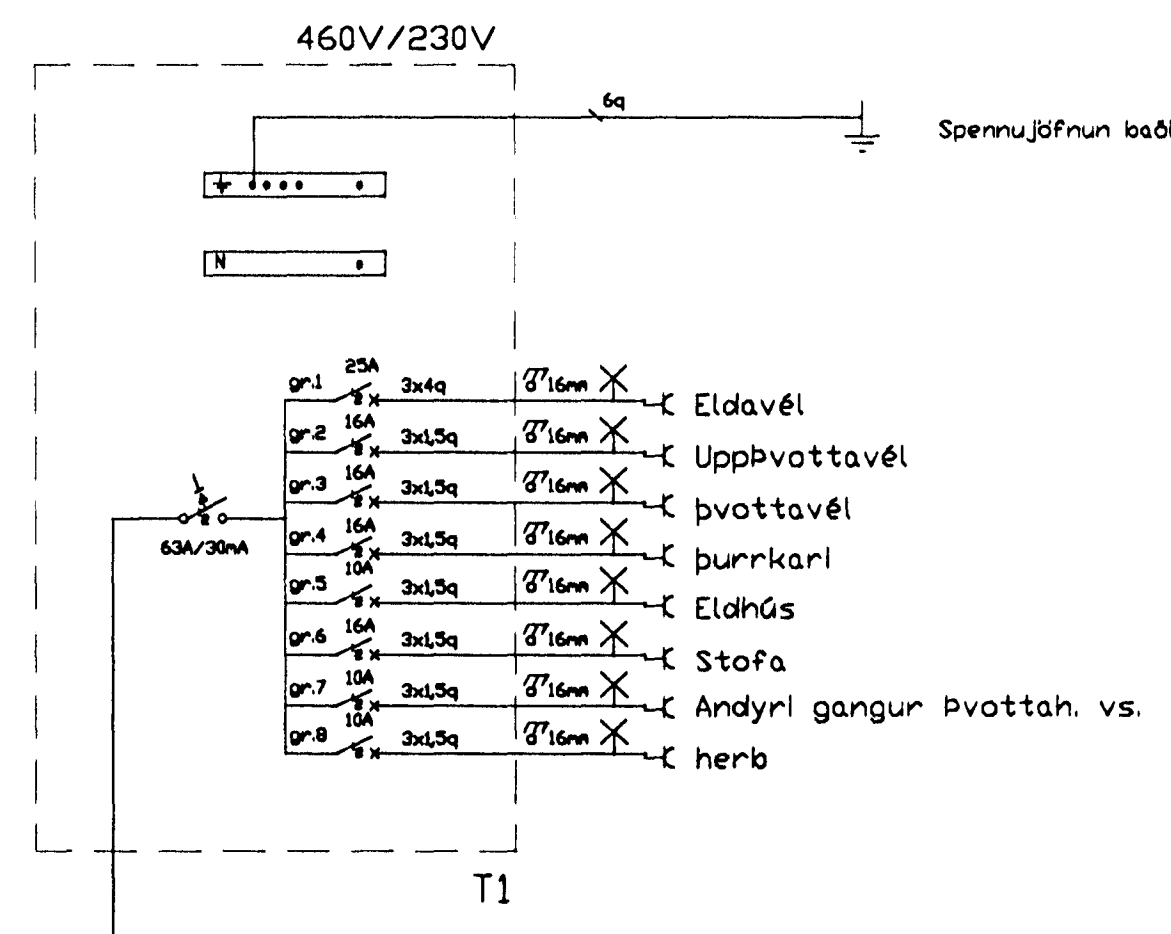 460V/230V
6q
Spennujöfnun baðl
N
gr.1 25A 3x4q 16mm Eldavél
gr.2 16A 3x1,5q 16mm UppÞvottavél
gr.3 16A 3x1,5q 16mm þvottavél
gr.4 16A 3x1,5q 16mm þurrkari
gr.5 10A 3x1,5q 16mm Eldhús
gr.6 16A 3x1,5q 16mm Stofa
gr.7 10A 3x1,5q 16mm Andyri gangur Þvottah. vs.
gr.8 10A 3x1,5q 16mm herb
63A/30mA
T1